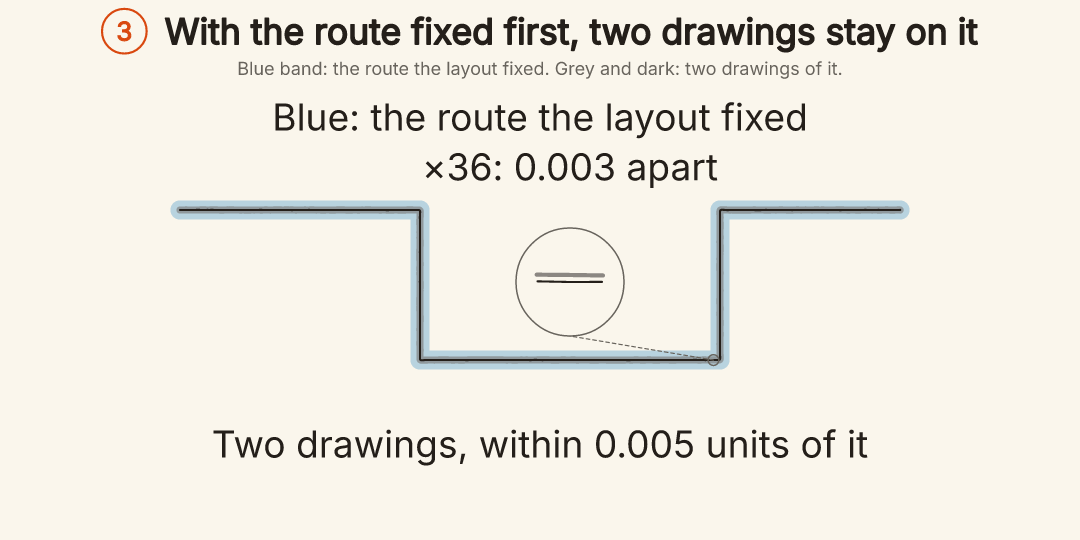 3 With the route fixed first, two drawings stay on it
Blue band: the route the layout fixed. Grey and dark: two drawings of it.
Blue: the route the layout fixed
×36: 0.003 apart
Two drawings, within 0.005 units of it